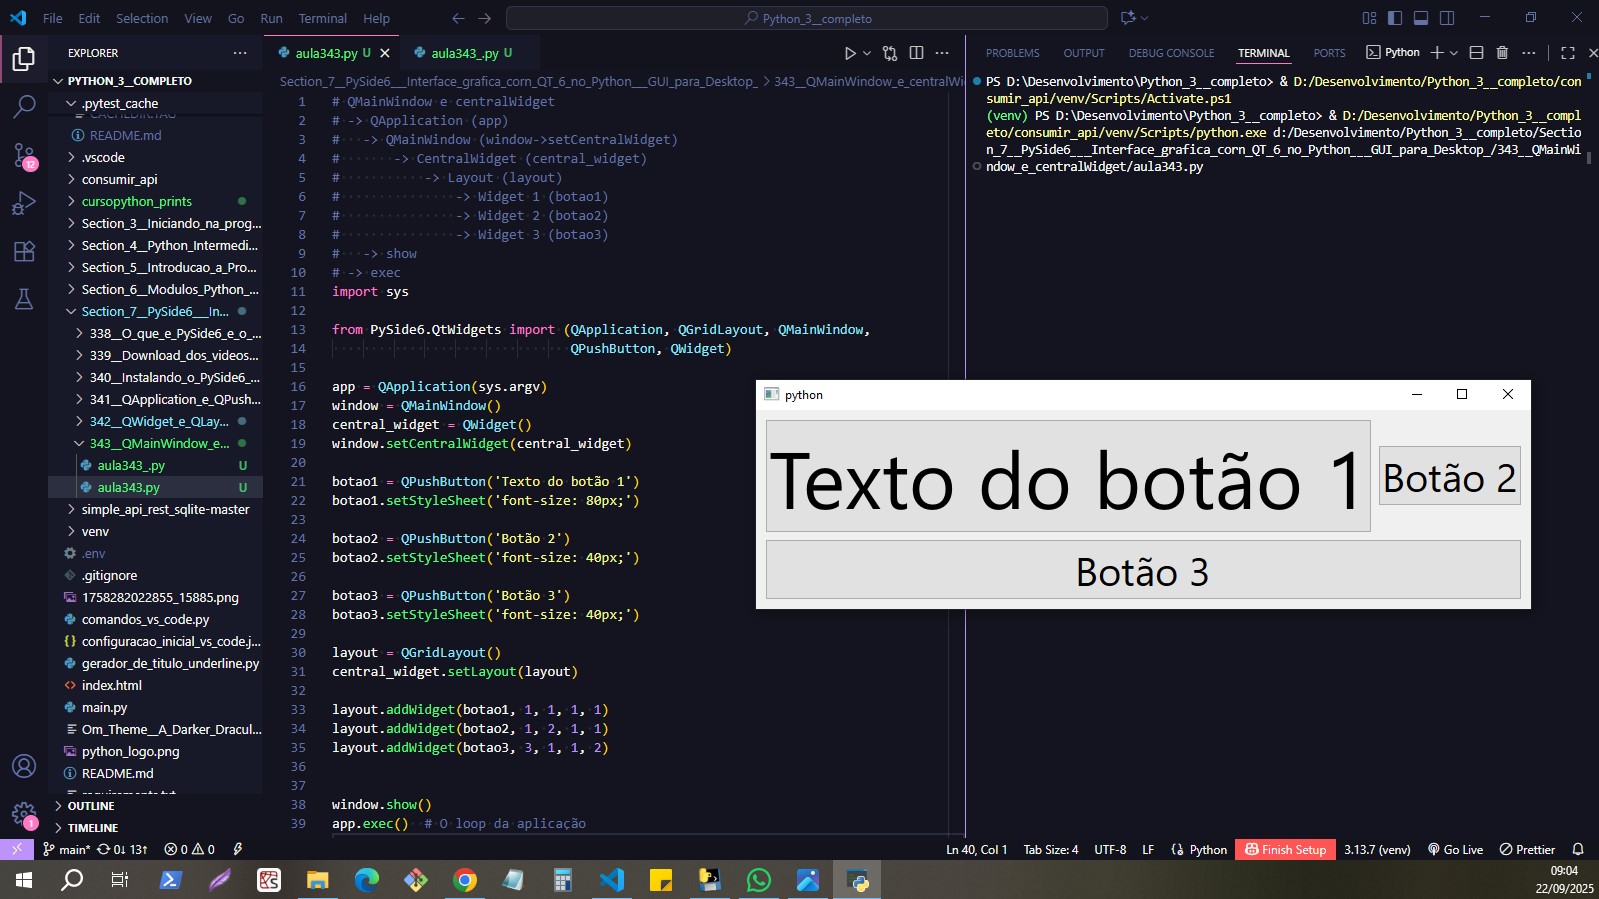 File Edit Selection View Go Run Terminal Help
Python_3__completo
EXPLORER
PYTHON_3__COMPLETO
.pytest_cache
README.md
.vscode
consumir_api
cursopython_prints
Section_3__Iniciando_na_prog...
Section_4__Python_Intermedi...
Section_5__Introducao_a_Pro...
Section_6__Modulos_Python_...
Section_7__PySide6___In...
338__O_que_e_PySide6_e_o_...
339__Download_dos_videos...
340__Instalando_o_PySide6_...
341__QApplication_e_QPush...
342__QWidget_e_QLay...
343__QMainWindow_e...
aula343_.py U
aula343.py U
simple_api_rest_sqlite-master
venv
.env
.gitignore
1758282022855_15885.png
comandos_vs_code.py
configuracao_inicial_vs_code.j...
gerador_de_titulo_underline.py
index.html
main.py
Om_Theme__A_Darker_Dracul...
python_logo.png
README.md
OUTLINE
TIMELINE
12
1
aula343.py U
aula343_.py U
Section_7__PySide6___Interface_grafica_corn_QT_6_no_Python___GUI_para_Desktop_ > 343__QMainWindow_e_centralWi
1 # QMainWindow e centralWidget
2 # -> QApplication (app)
3 #   -> QMainWindow (window->setCentralWidget)
4 #       -> CentralWidget (central_widget)
5 #           -> Layout (layout)
6 #               -> Widget 1 (botao1)
7 #               -> Widget 2 (botao2)
8 #               -> Widget 3 (botao3)
9 #   -> show
10 # -> exec
11 import sys
12
13 from PySide6.QtWidgets import (QApplication, QGridLayout, QMainWindow,
14                                QPushButton, QWidget)
15
16 app = QApplication(sys.argv)
17 window = QMainWindow()
18 central_widget = QWidget()
19 window.setCentralWidget(central_widget)
20
21 botao1 = QPushButton('Texto do botão 1')
22 botao1.setStyleSheet('font-size: 80px;')
23
24 botao2 = QPushButton('Botão 2')
25 botao2.setStyleSheet('font-size: 40px;')
26
27 botao3 = QPushButton('Botão 3')
28 botao3.setStyleSheet('font-size: 40px;')
29
30 layout = QGridLayout()
31 central_widget.setLayout(layout)
32
33 layout.addWidget(botao1, 1, 1, 1, 1)
34 layout.addWidget(botao2, 1, 2, 1, 1)
35 layout.addWidget(botao3, 3, 1, 1, 2)
36
37
38 window.show()
39 app.exec()  # O loop da aplicação
PROBLEMS OUTPUT DEBUG CONSOLE TERMINAL PORTS Python
PS D:\Desenvolvimento\Python_3__completo> & D:/Desenvolvimento/Python_3__completo/con
sumir_api/venv/Scripts/Activate.ps1
(venv) PS D:\Desenvolvimento\Python_3__completo> & D:/Desenvolvimento/Python_3__compl
eto/consumir_api/venv/Scripts/python.exe d:/Desenvolvimento/Python_3__completo/Sectio
n_7__PySide6___Interface_grafica_corn_QT_6_no_Python___GUI_para_Desktop_/343__QMainWi
ndow_e_centralWidget/aula343.py
python
Texto do botão 1
Botão 2
Botão 3
main* 0↓ 13↑ 0 0
Ln 40, Col 1 Tab Size: 4 UTF-8 LF Python Finish Setup 3.13.7 (venv) Go Live Prettier
09:04
22/09/2025